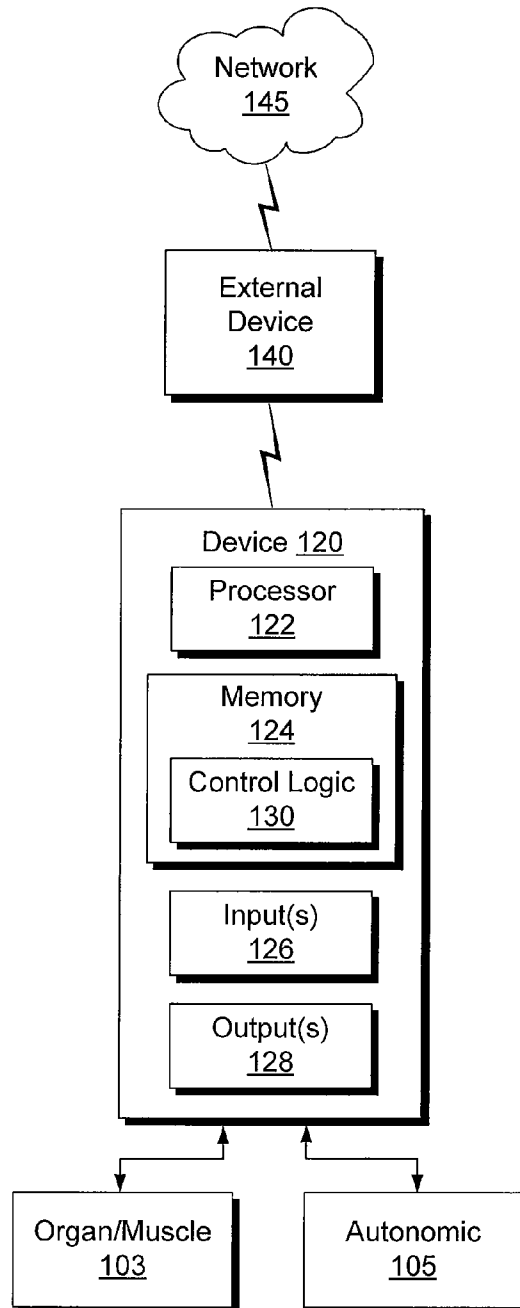 Network
145
External
Device
140
Device 120
Processor
122
Memory
124
Control Logic
130
Input(s)
126
Output(s)
128
Organ/Muscle
103
Autonomic
105